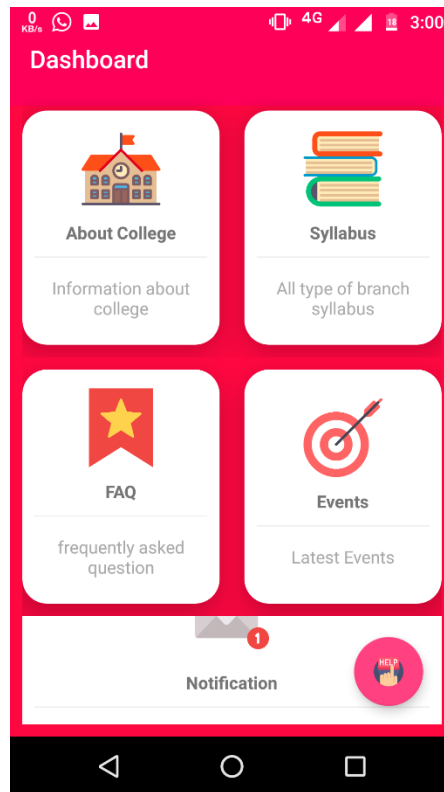 0
KB/s
4G
18
3:00
Dashboard
About College
Information about
college
Syllabus
All type of branch
syllabus
FAQ
frequently asked
question
Events
Latest Events
1
Notification
HELP